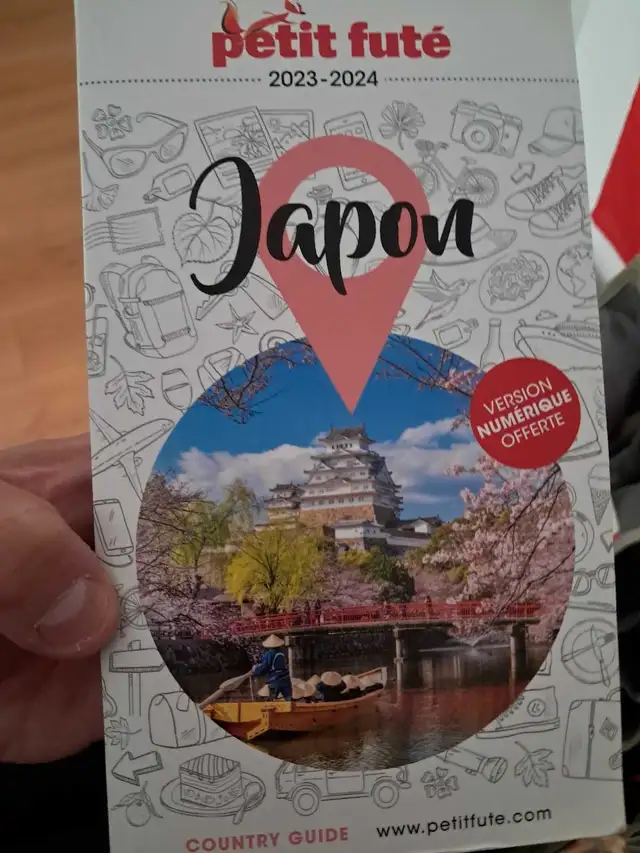 petit futé
2023-2024
Japon
VERSION
NUMÉRIQUE
OFFERTE
COUNTRY GUIDE
www.petitfute.com